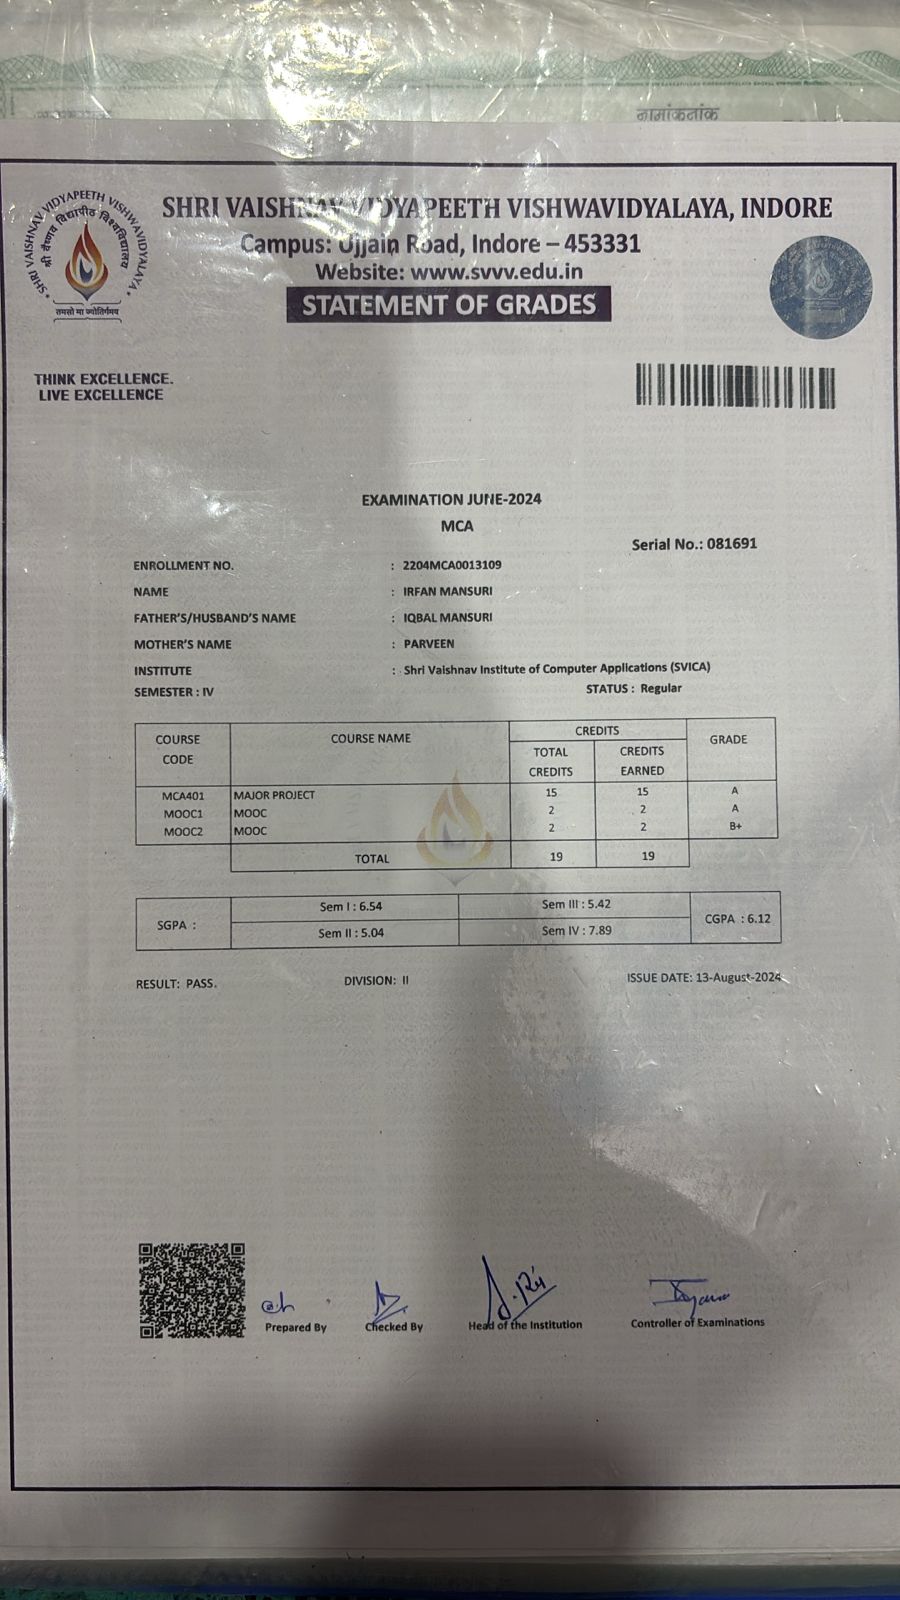 नामांकनांक
SHRI VAISHNAV VIDYAPEETH VISHWAVIDYALAYA
श्री वैष्णव विद्यापीठ विश्वविद्यालय
तमसो मा ज्योतिर्गमय
SHRI VAISHNAV VIDYAPEETH VISHWAVIDYALAYA, INDORE
Campus: Ujjain Road, Indore – 453331
Website: www.svvv.edu.in
STATEMENT OF GRADES
THINK EXCELLENCE.
LIVE EXCELLENCE
EXAMINATION JUNE-2024
MCA
Serial No.: 081691
ENROLLMENT NO. : 2204MCA0013109
NAME : IRFAN MANSURI
FATHER'S/HUSBAND'S NAME : IQBAL MANSURI
MOTHER'S NAME : PARVEEN
INSTITUTE : Shri Vaishnav Institute of Computer Applications (SVICA)
SEMESTER : IV STATUS : Regular
COURSE CODE COURSE NAME CREDITS GRADE
TOTAL CREDITS CREDITS EARNED
MCA401 MAJOR PROJECT 15 15 A
MOOC1 MOOC 2 2 A
MOOC2 MOOC 2 2 B+
TOTAL 19 19
SGPA : Sem I : 6.54 Sem III : 5.42 CGPA : 6.12
Sem II : 5.04 Sem IV : 7.89
RESULT: PASS. DIVISION: II ISSUE DATE: 13-August-2024
Prepared By Checked By Head of the Institution Controller of Examinations